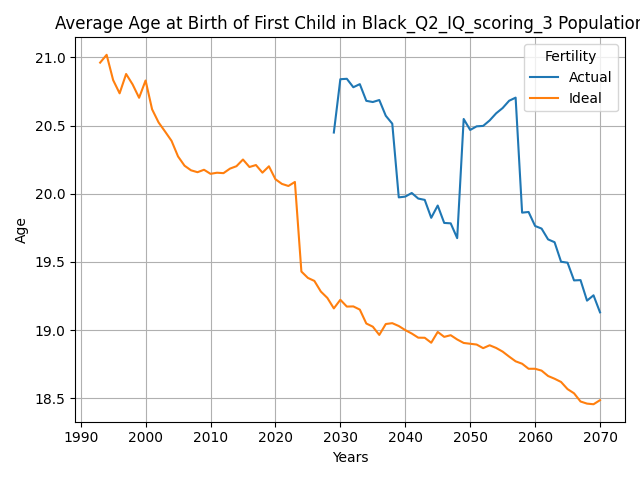 Average Age at Birth of First Child in Black_Q2_IQ_scoring_3 Population
Fertility
Actual
Ideal
21.0
20.5
20.0
19.5
19.0
18.5
Age
1990 2000 2010 2020 2030 2040 2050 2060 2070
Years